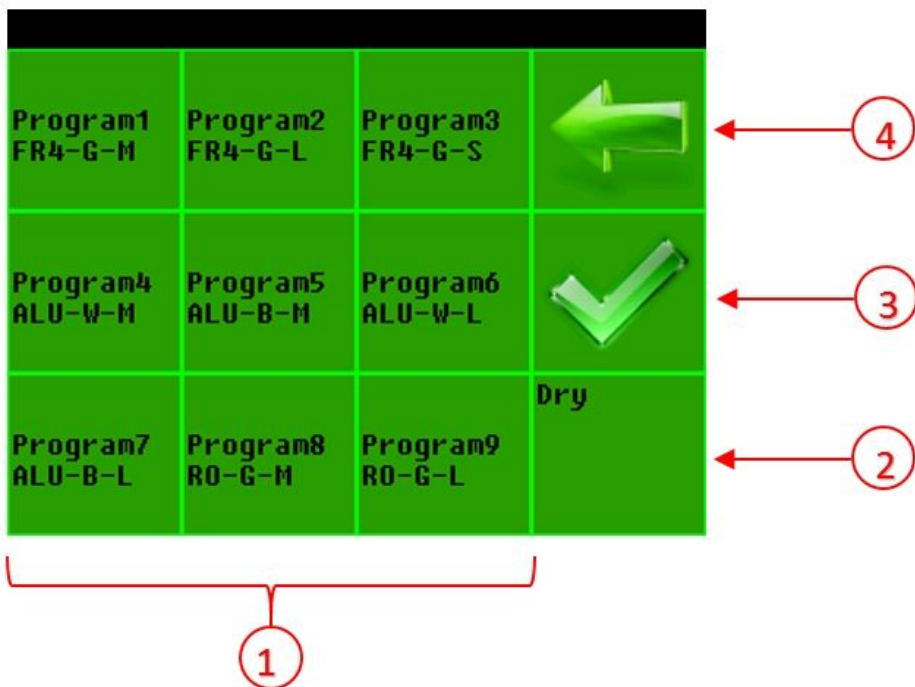 Program1
FR4-G-M
Program2
FR4-G-L
Program3
FR4-G-S
4
Program4
ALU-W-M
Program5
ALU-B-M
Program6
ALU-W-L
3
Program7
ALU-B-L
Program8
RO-G-M
Program9
RO-G-L
Dry
2
1